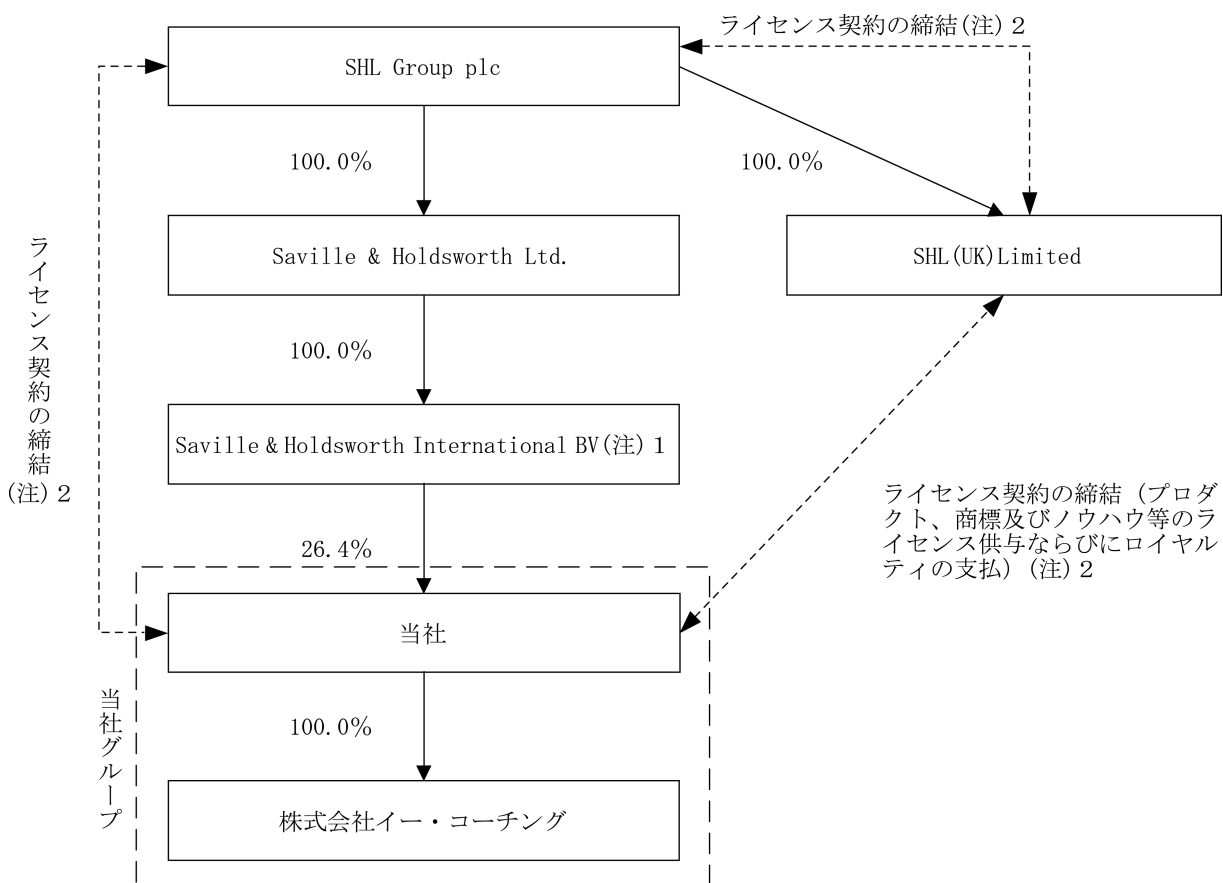 ライセンス契約の締結(注)２
SHL Group plc
100.0％
100.0％
Saville & Holdsworth Ltd.
SHL(UK)Limited
ライセンス契約の締結
(注)２
100.0％
Saville & Holdsworth International BV(注)１
ライセンス契約の締結（プロダ
クト、商標及びノウハウ等のラ
イセンス供与ならびにロイヤル
ティの支払）(注)２
26.4％
当社
当社グループ
100.0％
株式会社イー・コーチング